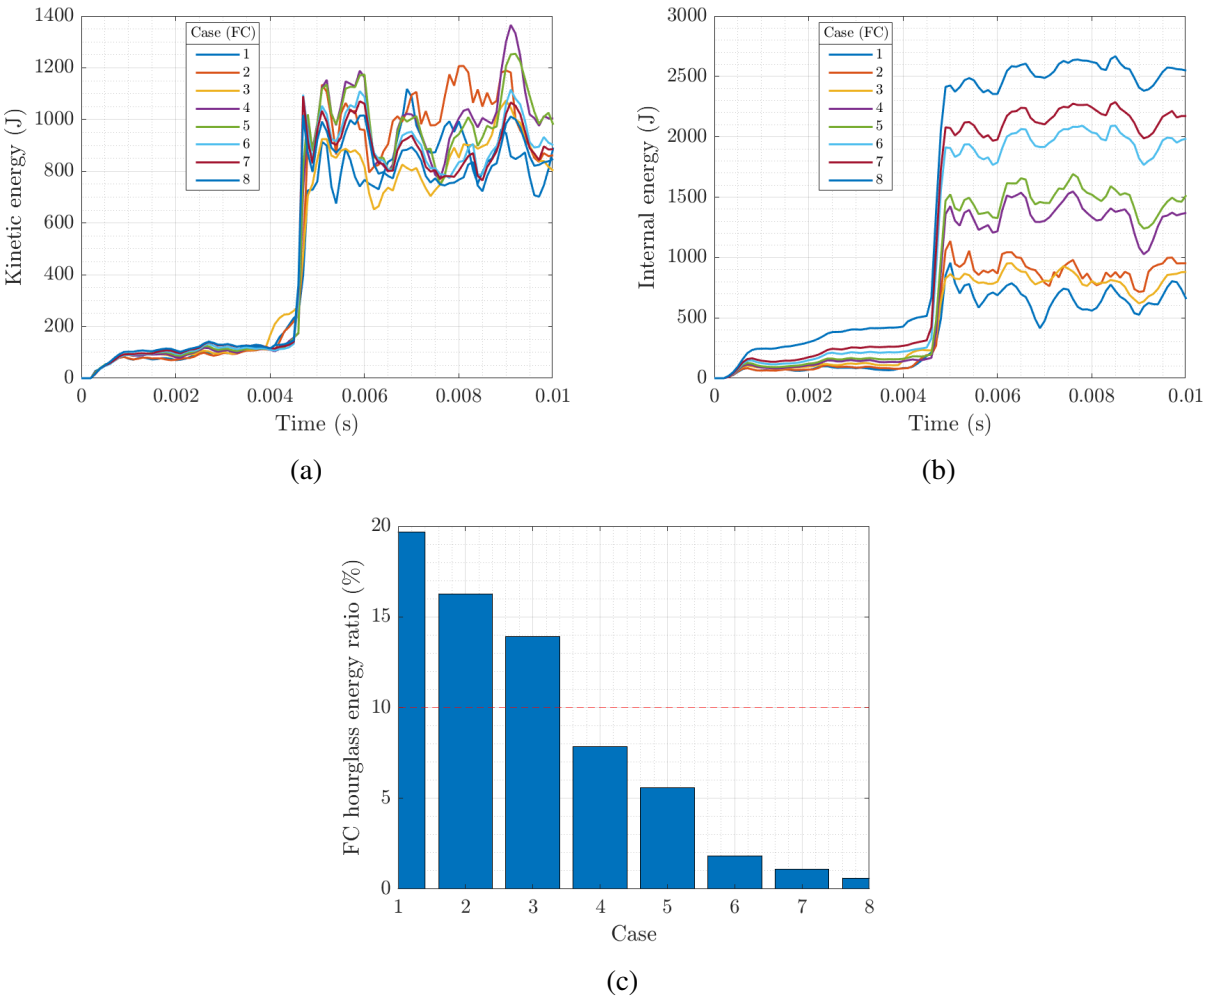 1400
1200
1000
800
600
400
200
0
Kinetic energy (J)
Case (FC)
1
2
3
4
5
6
7
8
0 0.002 0.004 0.006 0.008 0.01
Time (s)
(a)
3000
2500
2000
1500
1000
500
0
Internal energy (J)
Case (FC)
1
2
3
4
5
6
7
8
0 0.002 0.004 0.006 0.008 0.01
Time (s)
(b)
20
15
10
5
0
FC hourglass energy ratio (%)
1 2 3 4 5 6 7 8
Case
(c)